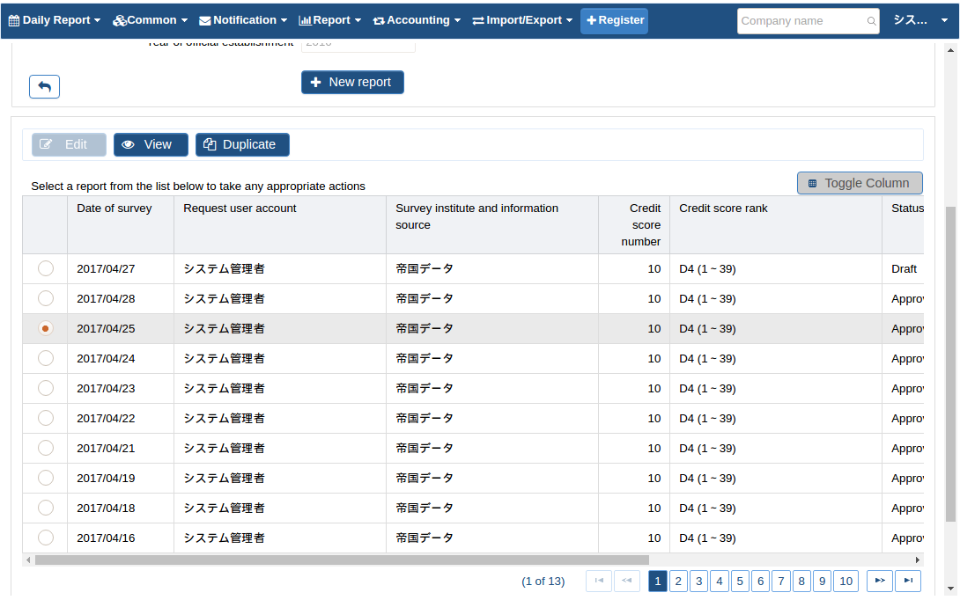 Daily Report Common Notification Report Accounting Import/Export Register Company name シス...
Year of official establishment 2010
New report
Edit View Duplicate
Select a report from the list below to take any appropriate actions Toggle Column
Date of survey Request user account Survey institute and information source Credit score number Credit score rank Status
2017/04/27 システム管理者 帝国データ 10 D4 (1 ~ 39) Draft
2017/04/28 システム管理者 帝国データ 10 D4 (1 ~ 39) Approv
2017/04/25 システム管理者 帝国データ 10 D4 (1 ~ 39) Approv
2017/04/24 システム管理者 帝国データ 10 D4 (1 ~ 39) Approv
2017/04/23 システム管理者 帝国データ 10 D4 (1 ~ 39) Approv
2017/04/22 システム管理者 帝国データ 10 D4 (1 ~ 39) Approv
2017/04/21 システム管理者 帝国データ 10 D4 (1 ~ 39) Approv
2017/04/19 システム管理者 帝国データ 10 D4 (1 ~ 39) Approv
2017/04/18 システム管理者 帝国データ 10 D4 (1 ~ 39) Approv
2017/04/16 システム管理者 帝国データ 10 D4 (1 ~ 39) Approv
(1 of 13) 1 2 3 4 5 6 7 8 9 10